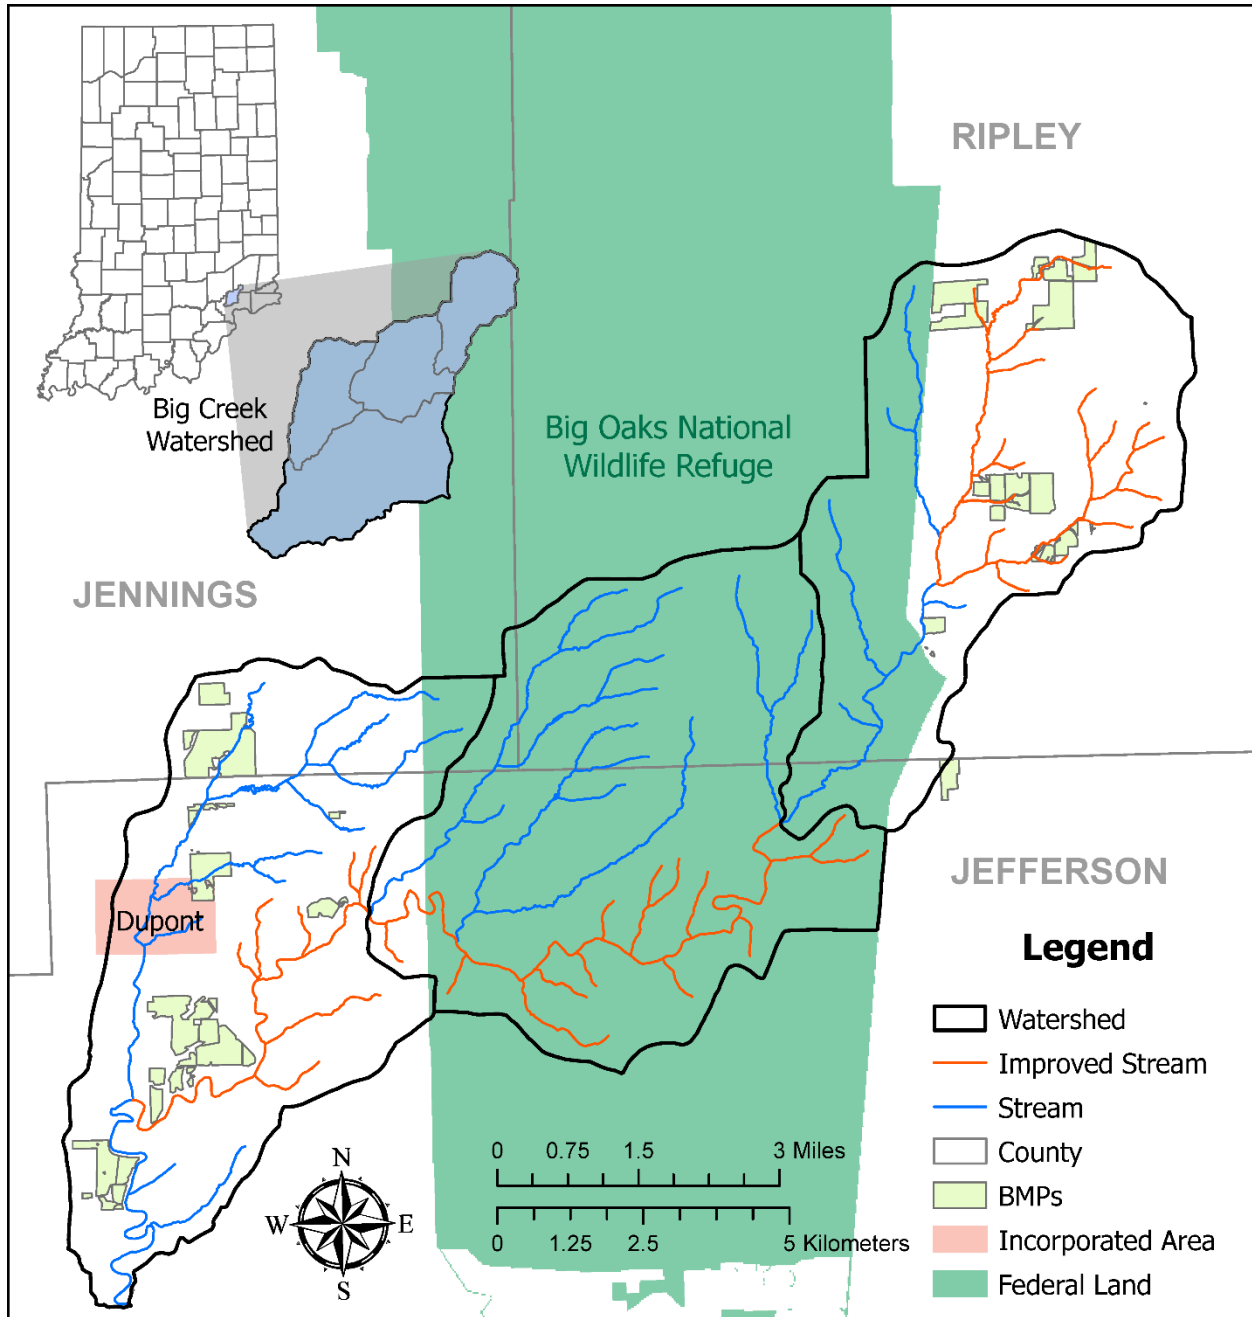 RIPLEY
Big Creek
Watershed
Big Oaks National
Wildlife Refuge
JENNINGS
JEFFERSON
Dupont
Legend
Watershed
Improved Stream
Stream
County
BMPs
Incorporated Area
Federal Land
N
W E
S
0 0.75 1.5 3 Miles
0 1.25 2.5 5 Kilometers